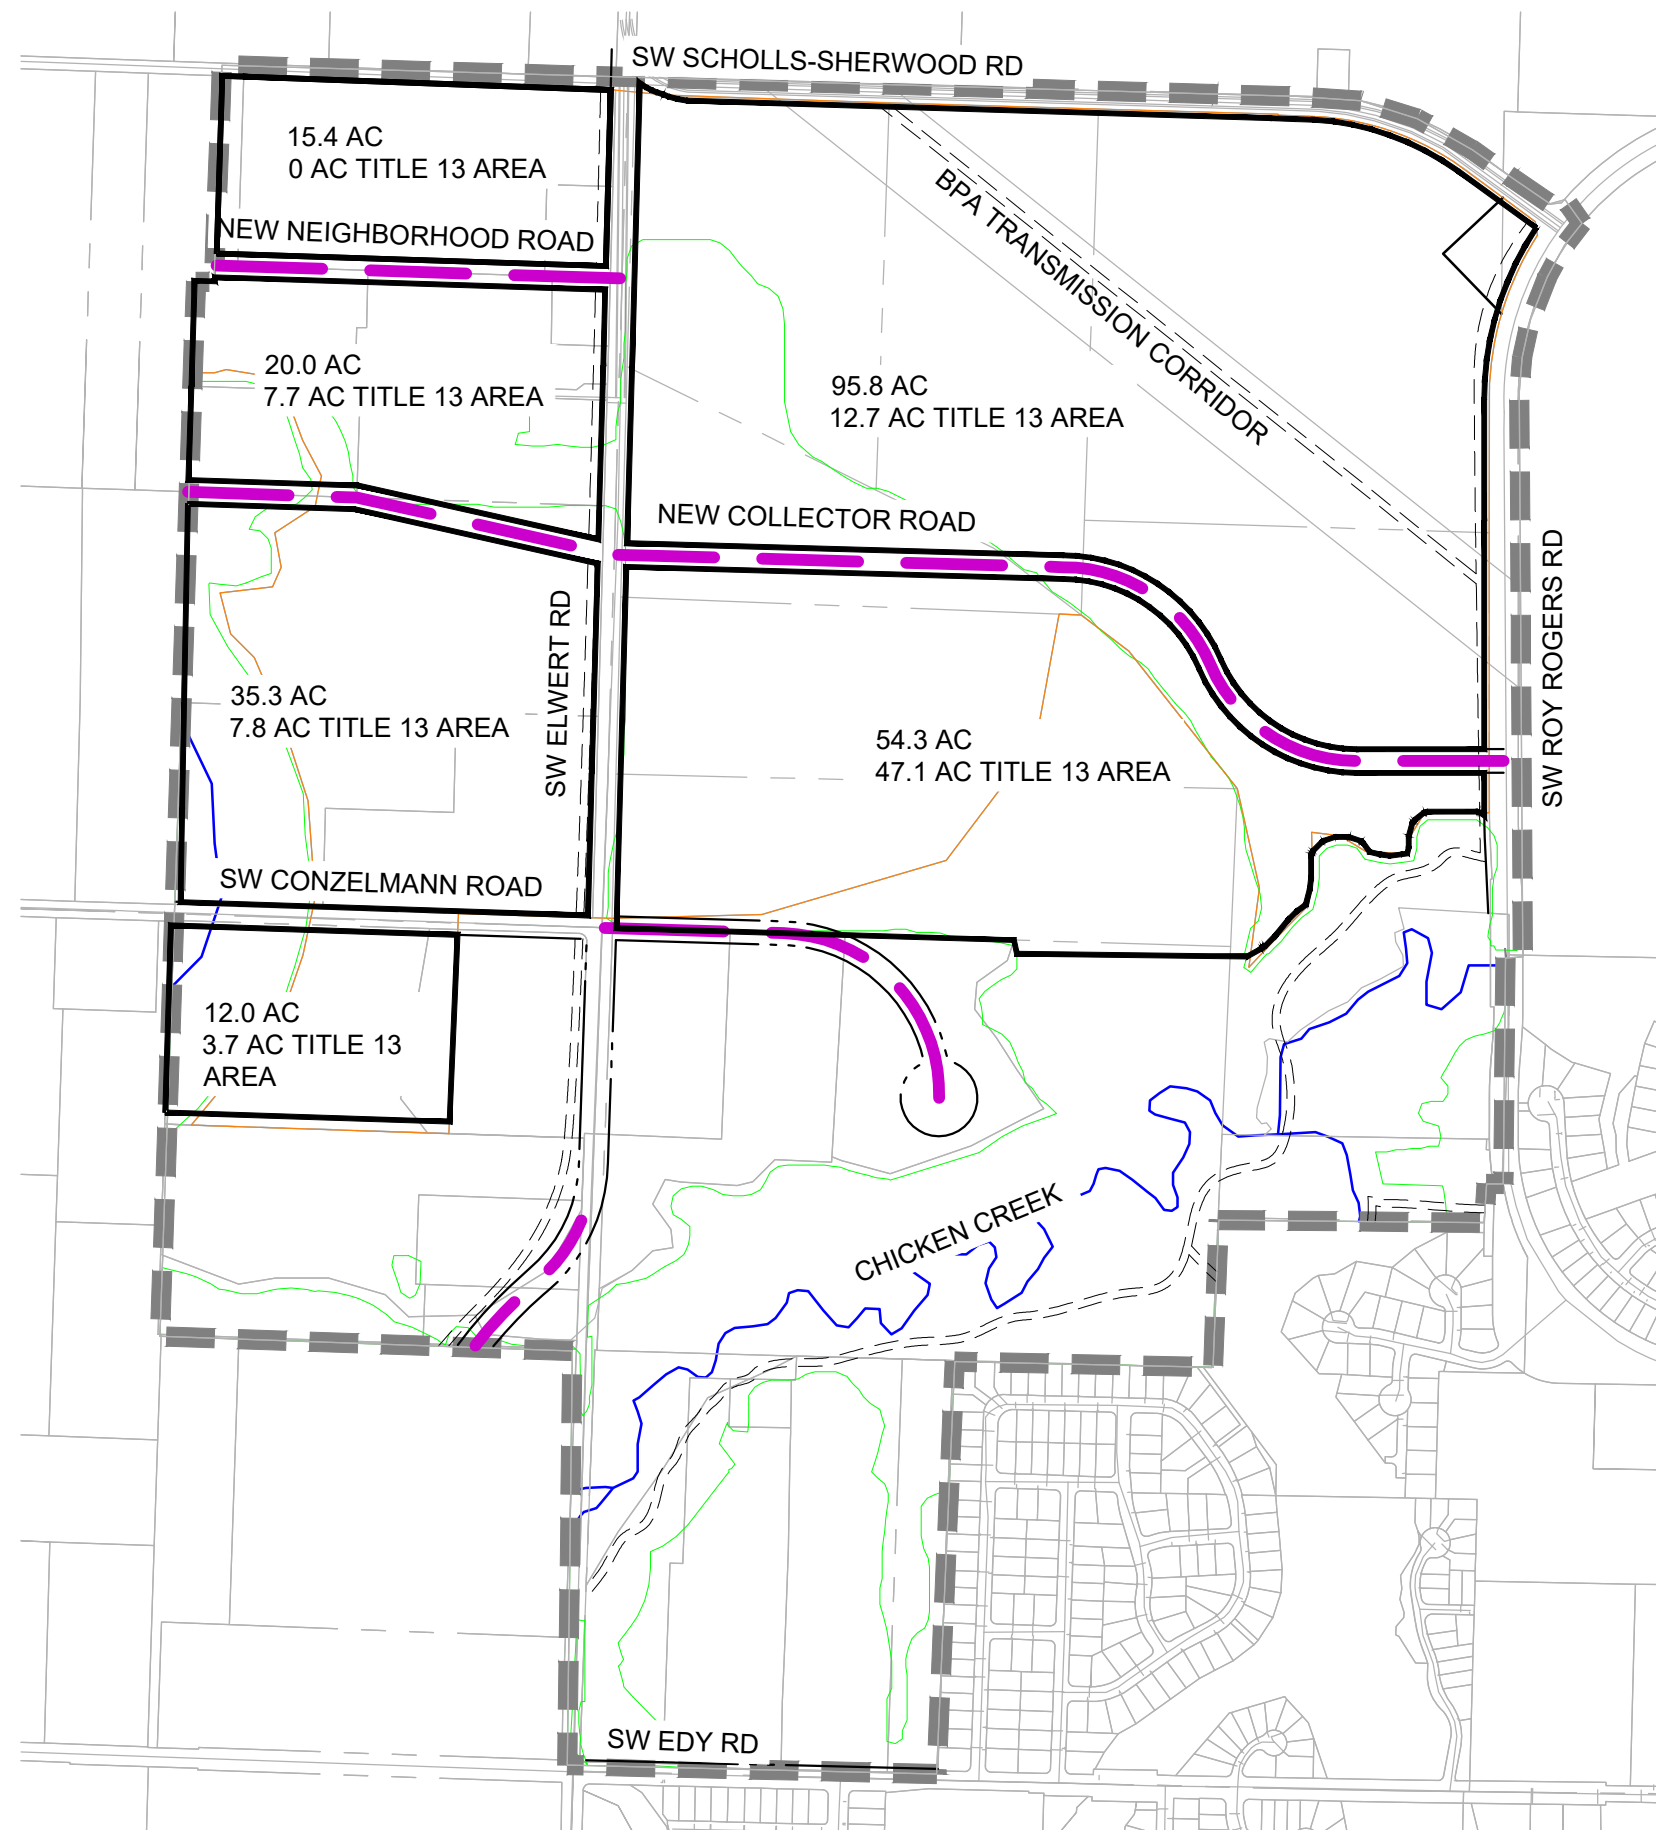 SW SCHOLLS-SHERWOOD RD
15.4 AC
0 AC TITLE 13 AREA
BPA TRANSMISSION CORRIDOR
NEW NEIGHBORHOOD ROAD
20.0 AC
7.7 AC TITLE 13 AREA
95.8 AC
12.7 AC TITLE 13 AREA
NEW COLLECTOR ROAD
SW ROY ROGERS RD
SW ELWERT RD
35.3 AC
7.8 AC TITLE 13 AREA
54.3 AC
47.1 AC TITLE 13 AREA
SW CONZELMANN ROAD
12.0 AC
3.7 AC TITLE 13
AREA
CHICKEN CREEK
SW EDY RD